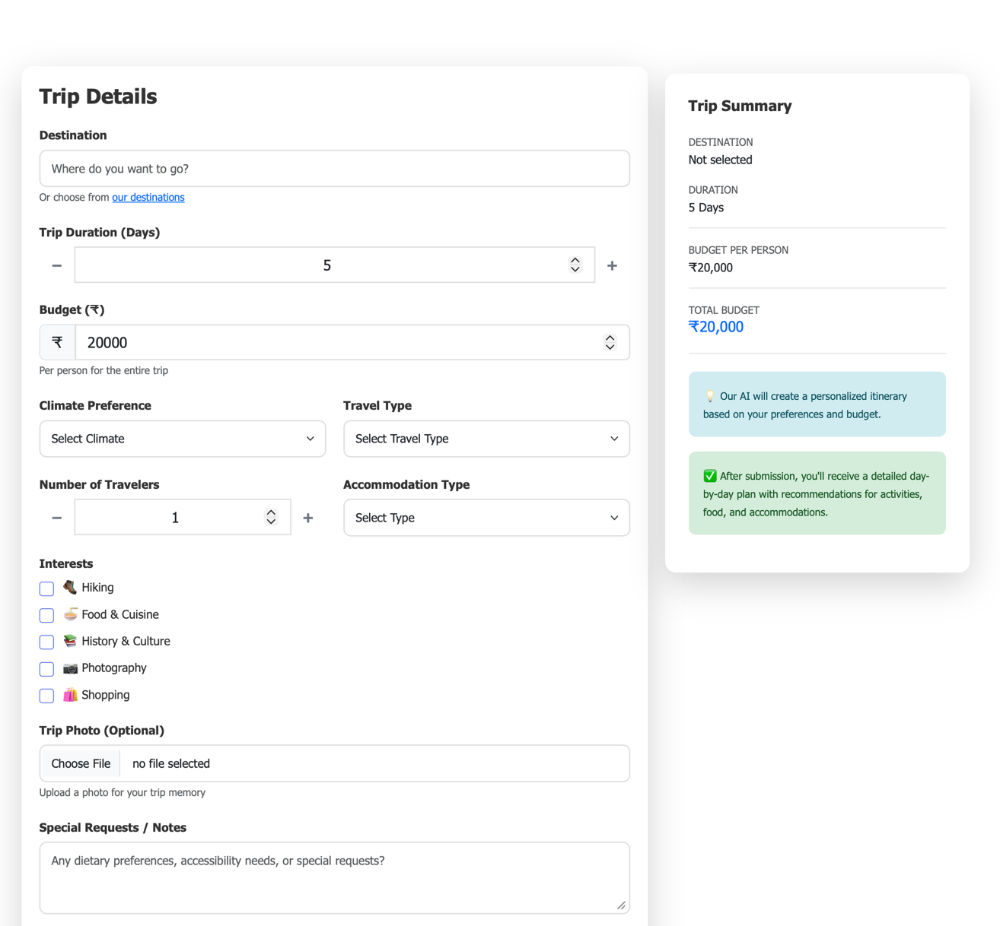 Trip Details
Destination
Where do you want to go?
Or choose from our destinations
Trip Duration (Days)
− 5 +
Budget (₹)
₹ 20000
Per person for the entire trip
Climate Preference
Select Climate
Travel Type
Select Travel Type
Number of Travelers
− 1 +
Accommodation Type
Select Type
Interests
🥾 Hiking
🍜 Food & Cuisine
📚 History & Culture
📷 Photography
🛍️ Shopping
Trip Photo (Optional)
Choose File no file selected
Upload a photo for your trip memory
Special Requests / Notes
Any dietary preferences, accessibility needs, or special requests?
Trip Summary
DESTINATION
Not selected
DURATION
5 Days
BUDGET PER PERSON
₹20,000
TOTAL BUDGET
₹20,000
💡 Our AI will create a personalized itinerary
based on your preferences and budget.
✅ After submission, you'll receive a detailed day-
by-day plan with recommendations for activities,
food, and accommodations.